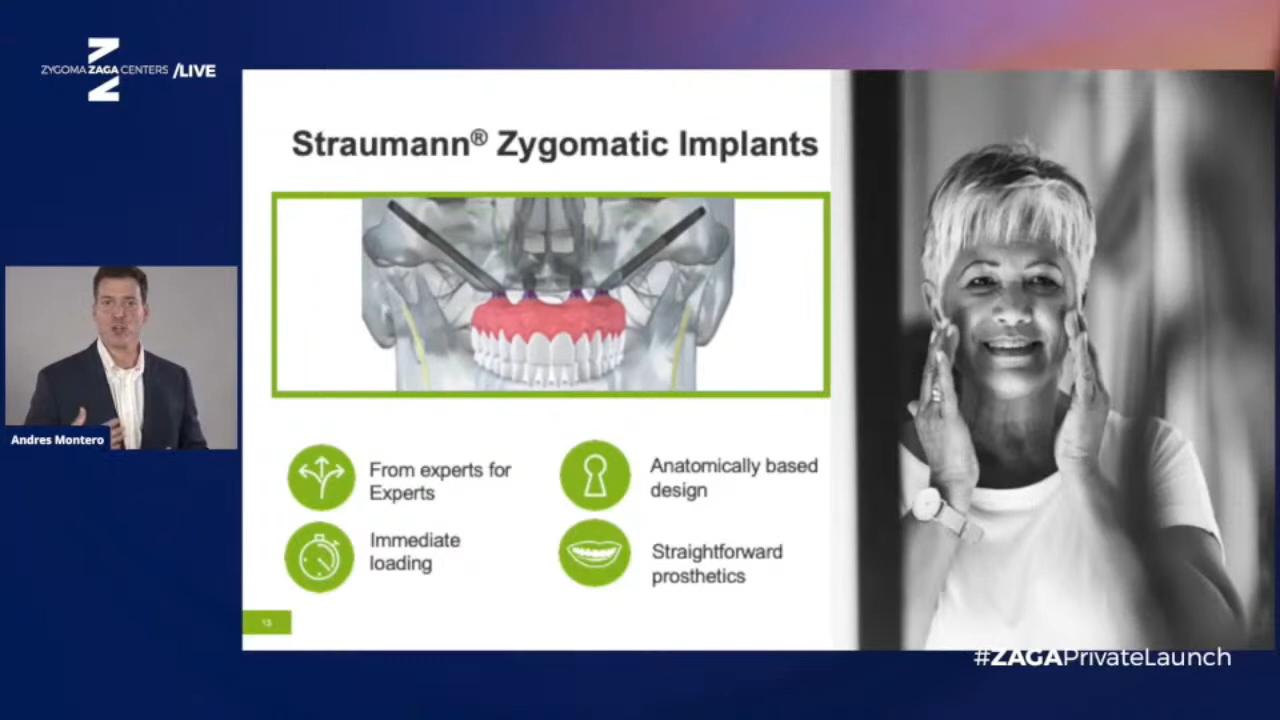 ZYGOMA ZAGA CENTERS /LIVE
Straumann® Zygomatic Implants
Andres Montero
From experts for
Experts
Anatomically based
design
Immediate
loading
Straightforward
prosthetics
13
#ZAGAPrivateLaunch